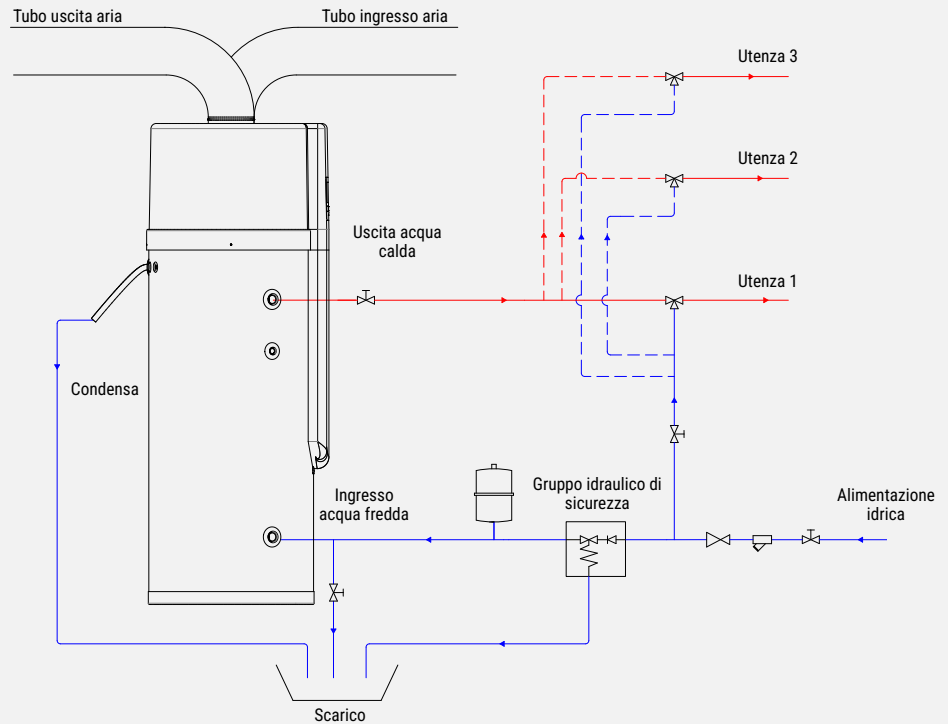 Tubo uscita aria
Tubo ingresso aria
Utenza 3
Utenza 2
Uscita acqua
calda
Utenza 1
Condensa
Ingresso
acqua fredda
Gruppo idraulico di
sicurezza
Alimentazione
idrica
Scarico